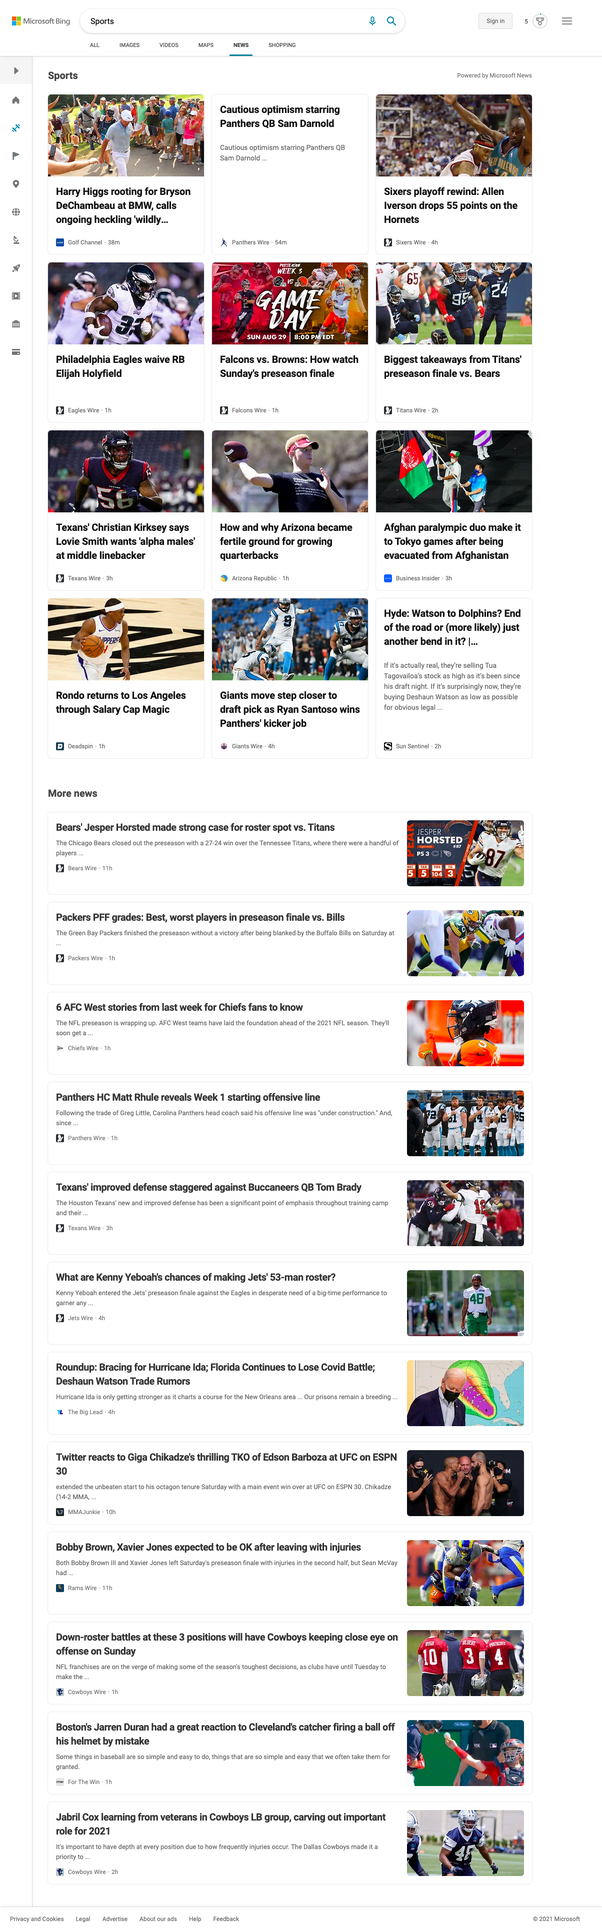 Microsoft Bing
Sports
Sign in
5
ALL
IMAGES
VIDEOS
MAPS
NEWS
SHOPPING
Sports
Powered by Microsoft News
Harry Higgs rooting for Bryson
DeChambeau at BMW, calls
ongoing heckling 'wildly...
Golf Channel · 38m
Cautious optimism starring
Panthers QB Sam Darnold
Cautious optimism starring Panthers QB
Sam Darnold ...
Panthers Wire · 54m
Sixers playoff rewind: Allen
Iverson drops 55 points on the
Hornets
Sixers Wire · 4h
Philadelphia Eagles waive RB
Elijah Holyfield
Eagles Wire · 1h
WEEK 3
GAME
DAY
SUN AUG 29 | 8:00 PM EDT
Falcons vs. Browns: How watch
Sunday's preseason finale
Falcons Wire · 1h
65
98
24
Biggest takeaways from Titans'
preseason finale vs. Bears
Titans Wire · 2h
Texans' Christian Kirksey says
Lovie Smith wants 'alpha males'
at middle linebacker
Texans Wire · 3h
How and why Arizona became
fertile ground for growing
quarterbacks
Arizona Republic · 1h
Afghan paralympic duo make it
to Tokyo games after being
evacuated from Afghanistan
Business Insider · 3h
Rondo returns to Los Angeles
through Salary Cap Magic
Deadspin · 1h
Giants move step closer to
draft pick as Ryan Santoso wins
Panthers' kicker job
Giants Wire · 4h
Hyde: Watson to Dolphins? End
of the road or (more likely) just
another bend in it? |...
If it's actually real, they're selling Tua
Tagovailoa's stock as high as it's been since
his draft night. If it's surprisingly now, they're
buying Deshaun Watson as low as possible
for obvious legal ...
Sun Sentinel · 2h
More news
Bears' Jesper Horsted made strong case for roster spot vs. Titans
The Chicago Bears closed out the preseason with a 27-24 win over the Tennessee Titans, where there were a handful of
players ...
Bears Wire · 11h
JESPER
HORSTED
PS 3
5 5 104 3
87
Packers PFF grades: Best, worst players in preseason finale vs. Bills
The Green Bay Packers finished the preseason without a victory after being blanked by the Buffalo Bills on Saturday at
...
Packers Wire · 1h
6 AFC West stories from last week for Chiefs fans to know
The NFL preseason is wrapping up. AFC West teams have laid the foundation ahead of the 2021 NFL season. They'll
soon get a ...
Chiefs Wire · 1h
Panthers HC Matt Rhule reveals Week 1 starting offensive line
Following the trade of Greg Little, Carolina Panthers head coach said his offensive line was "under construction." And,
since ...
Panthers Wire · 1h
Texans' improved defense staggered against Buccaneers QB Tom Brady
The Houston Texans' new and improved defense has been a significant point of emphasis throughout training camp
and their ...
Texans Wire · 3h
12
What are Kenny Yeboah's chances of making Jets' 53-man roster?
Kenny Yeboah entered the Jets' preseason finale against the Eagles in desperate need of a big-time performance to
garner any ...
Jets Wire · 4h
48
Roundup: Bracing for Hurricane Ida; Florida Continues to Lose Covid Battle;
Deshaun Watson Trade Rumors
Hurricane Ida is only getting stronger as it charts a course for the New Orleans area ... Our prisons remain a breeding ...
The Big Lead · 4h
Twitter reacts to Giga Chikadze's thrilling TKO of Edson Barboza at UFC on ESPN
30
extended the unbeaten start to his octagon tenure Saturday with a main event win over at UFC on ESPN 30. Chikadze
(14-2 MMA, ...
MMAJunkie · 10h
Bobby Brown, Xavier Jones expected to be OK after leaving with injuries
Both Bobby Brown III and Xavier Jones left Saturday's preseason finale with injuries in the second half, but Sean McVay
had ...
Rams Wire · 11h
Down-roster battles at these 3 positions will have Cowboys keeping close eye on
offense on Sunday
NFL franchises are on the verge of making some of the season's toughest decisions, as clubs have until Tuesday to
make the ...
Cowboys Wire · 1h
10
3
4
Boston's Jarren Duran had a great reaction to Cleveland's catcher firing a ball off
his helmet by mistake
Some things in baseball are so simple and easy to do, things that are so simple and easy that we often take them for
granted.
For The Win · 1h
Jabril Cox learning from veterans in Cowboys LB group, carving out important
role for 2021
It's important to have depth at every position due to how frequently injuries occur. The Dallas Cowboys made it a
priority to ...
Cowboys Wire · 2h
Privacy and Cookies
Legal
Advertise
About our ads
Help
Feedback
© 2021 Microsoft